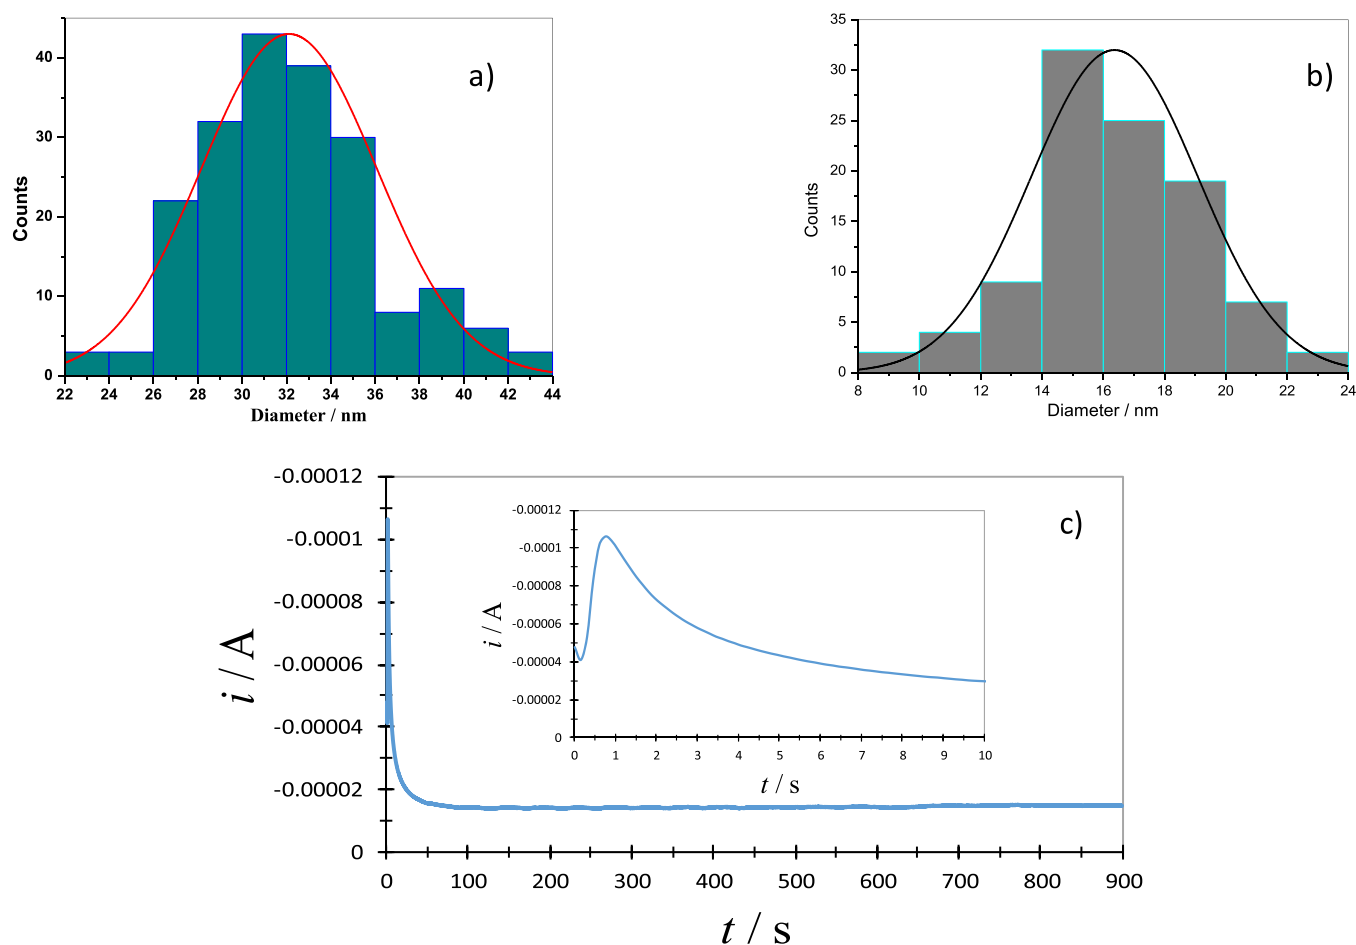 a)
40
30
20
10
0
Counts
22 24 26 28 30 32 34 36 38 40 42 44
Diameter / nm
b)
35
30
25
20
15
10
5
0
Counts
8 10 12 14 16 18 20 22 24
Diameter / nm
c)
-0.00012
-0.0001
-0.00008
-0.00006
-0.00004
-0.00002
0
i / A
0 100 200 300 400 500 600 700 800 900
t / s
-0.00012
-0.0001
-0.00008
-0.00006
-0.00004
-0.00002
0
i / A
0 1 2 3 4 5 6 7 8 9 10
t / s